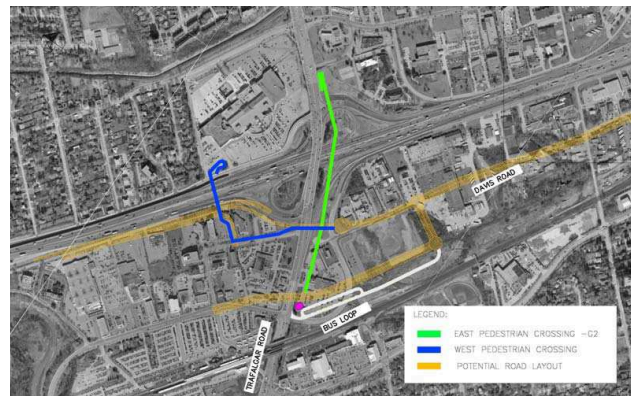 DAVIS ROAD
BUS LOOP
TRAFALGAR ROAD
LEGEND:
EAST PEDESTRIAN CROSSING -G2
WEST PEDESTRIAN CROSSING
POTENTIAL ROAD LAYOUT